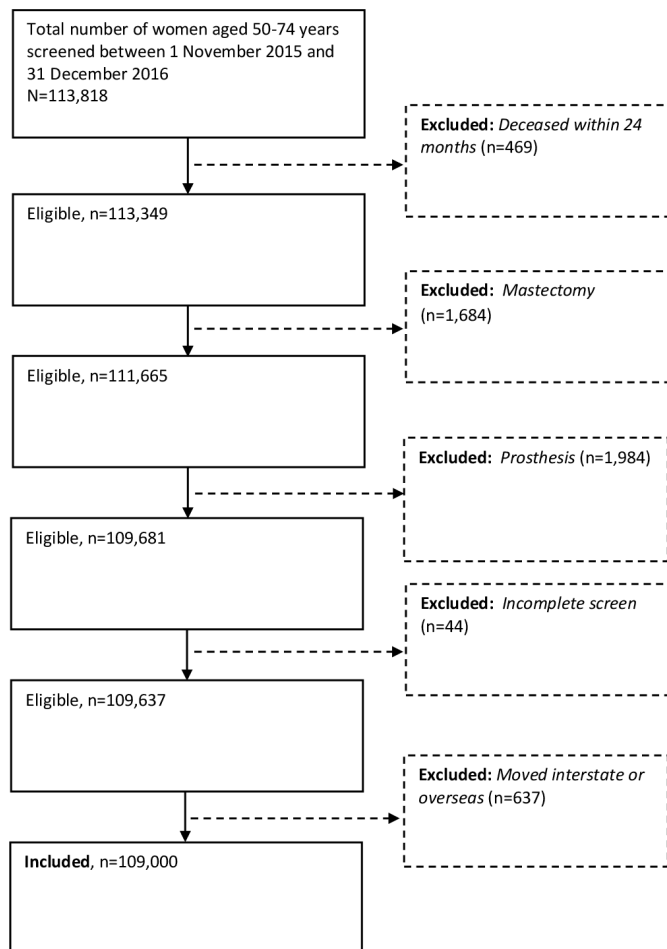 Total number of women aged 50-74 years
screened between 1 November 2015 and
31 December 2016
N=113,818
Excluded: Deceased within 24
months (n=469)
Eligible, n=113,349
Excluded: Mastectomy
(n=1,684)
Eligible, n=111,665
Excluded: Prosthesis (n=1,984)
Eligible, n=109,681
Excluded: Incomplete screen
(n=44)
Eligible, n=109,637
Excluded: Moved interstate or
overseas (n=637)
Included, n=109,000